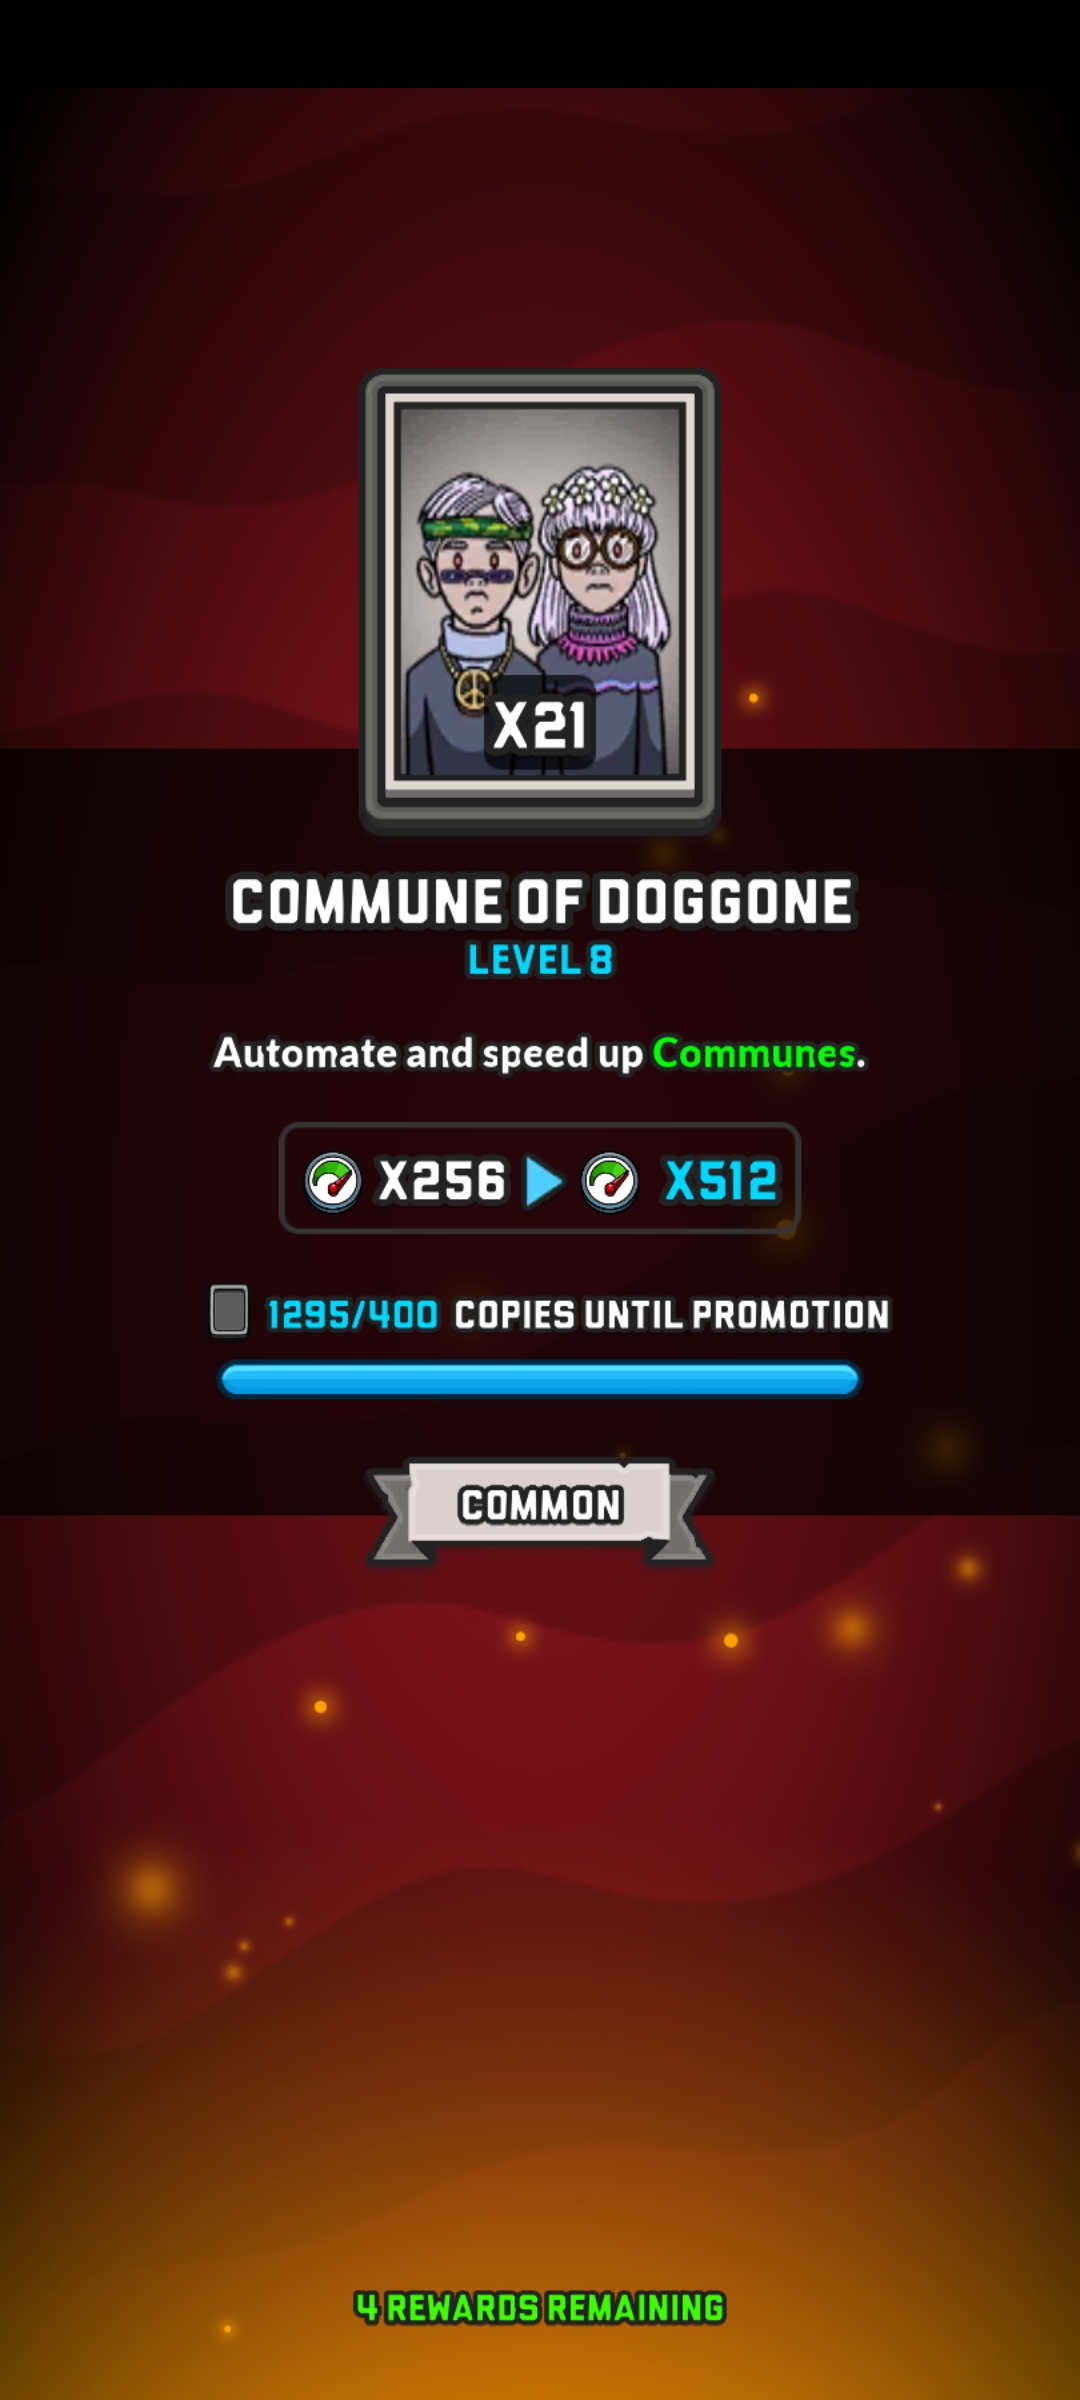 X21
COMMUNE OF DOGGONE
LEVEL 8
Automate and speed up Communes.
X256 X512
1295/400 COPIES UNTIL PROMOTION
COMMON
4 REWARDS REMAINING